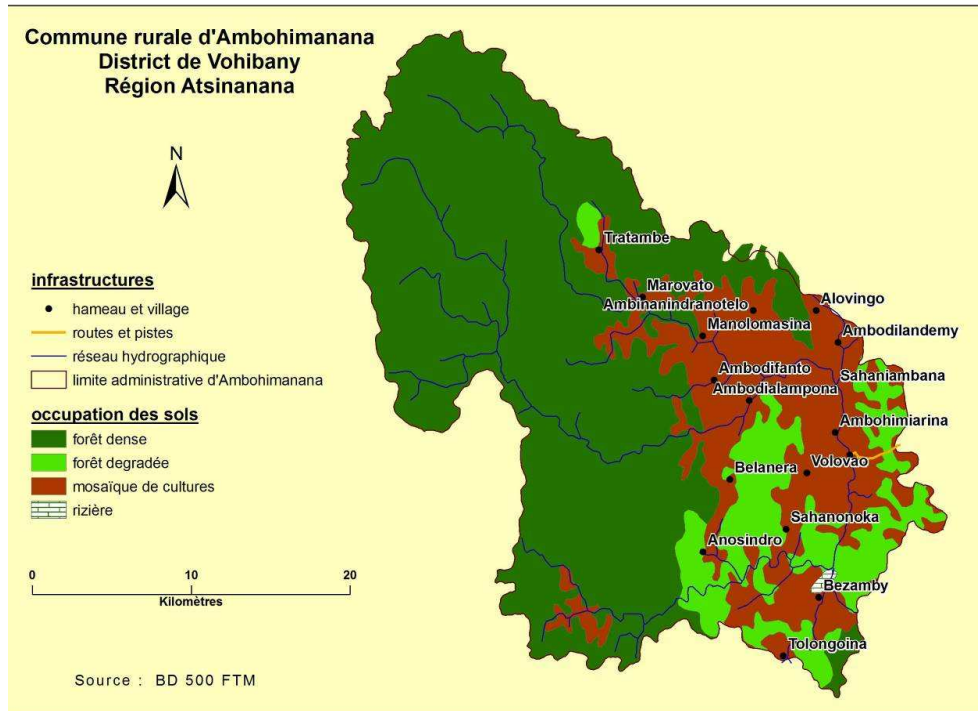 Commune rurale d'Ambohimanana
District de Vohibany
Région Atsinanana
N
infrastructures
hameau et village
routes et pistes
réseau hydrographique
limite administrative d'Ambohimanana
occupation des sols
forêt dense
forêt degradée
mosaïque de cultures
rizière
0 10 20
Kilomètres
Source : BD 500 FTM
Tratambe
Marovato
Ambinanindranotelo
Alovingo
Manolomasina
Ambodilandemy
Ambodifanto
Sahaniambana
Ambodialampona
Ambohimiarina
Belanera
Volovao
Sahanonoka
Anosindro
Bezamby
Tolongoina